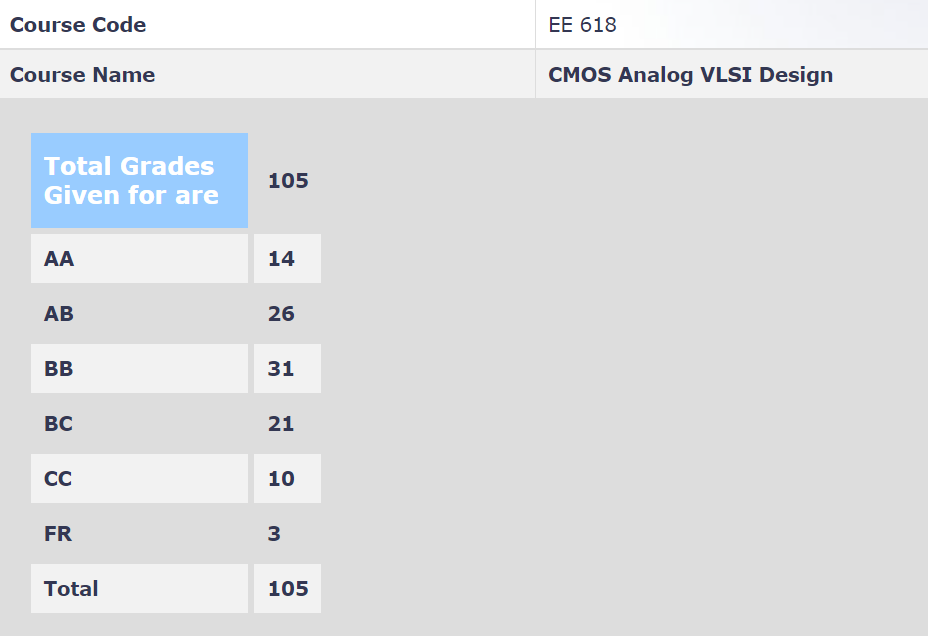 Course Code EE 618
Course Name CMOS Analog VLSI Design
Total Grades
Given for are 105
AA 14
AB 26
BB 31
BC 21
CC 10
FR 3
Total 105